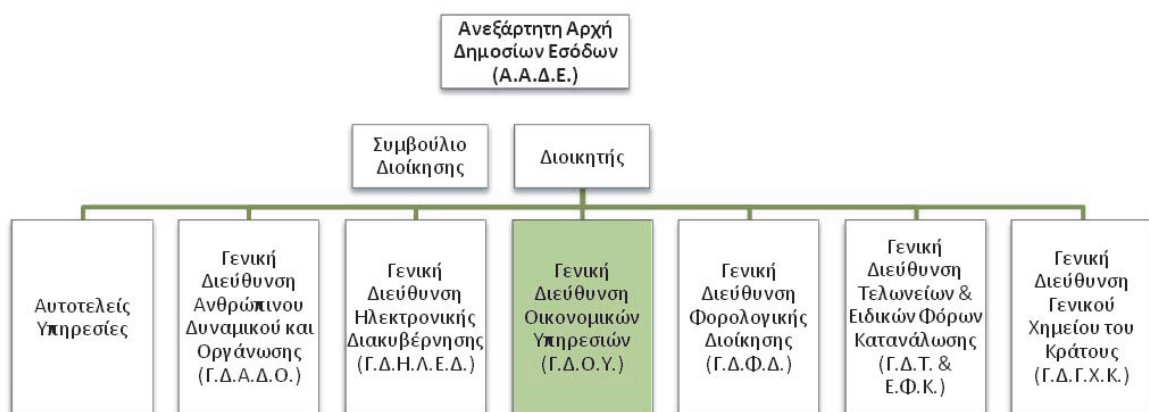 Ανεξάρτητη Αρχή
Δημοσίων Εσόδων
(Α.Α.Δ.Ε.)
Συμβούλιο
Διοίκησης
Διοικητής
Αυτοτελείς
Υπηρεσίες
Γενική
Διεύθυνση
Ανθρώπινου
Δυναμικού και
Οργάνωσης
(Γ.Δ.Α.Δ.Ο.)
Γενική
Διεύθυνση
Ηλεκτρονικής
Διακυβέρνησης
(Γ.Δ.Η.Λ.Ε.Δ.)
Γενική
Διεύθυνση
Οικονομικών
Υπηρεσιών
(Γ.Δ.Ο.Υ.)
Γενική
Διεύθυνση
Φορολογικής
Διοίκησης
(Γ.Δ.Φ.Δ.)
Γενική
Διεύθυνση
Τελωνείων &
Ειδικών Φόρων
Κατανάλωσης
(Γ.Δ.Τ. &
Ε.Φ.Κ.)
Γενική
Διεύθυνση
Γενικού
Χημείου του
Κράτους
(Γ.Δ.Γ.Χ.Κ.)